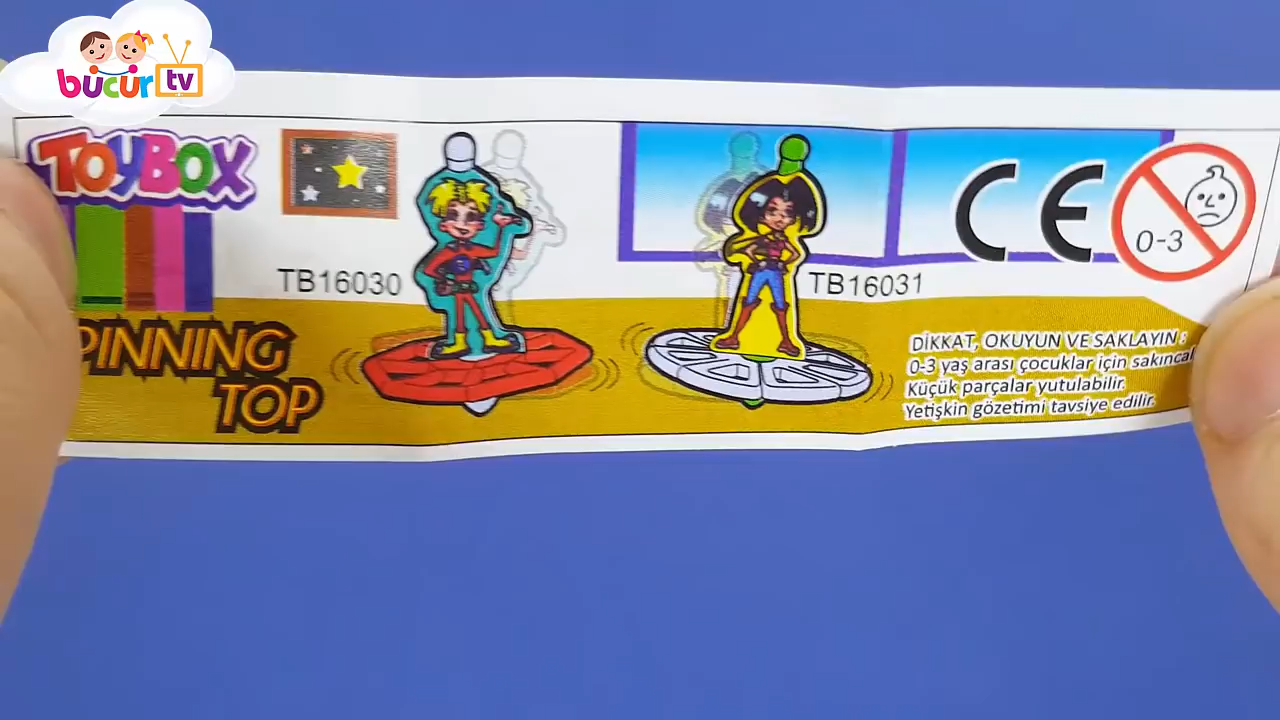 bucur tv
TOYBOX
TB16030
TB16031
CE
0-3
PINNING
TOP
DİKKAT, OKUYUN VE SAKLAYIN :
0-3 yaş arası çocuklar için sakıncal
Küçük parçalar yutulabilir.
Yetişkin gözetimi tavsiye edilir.